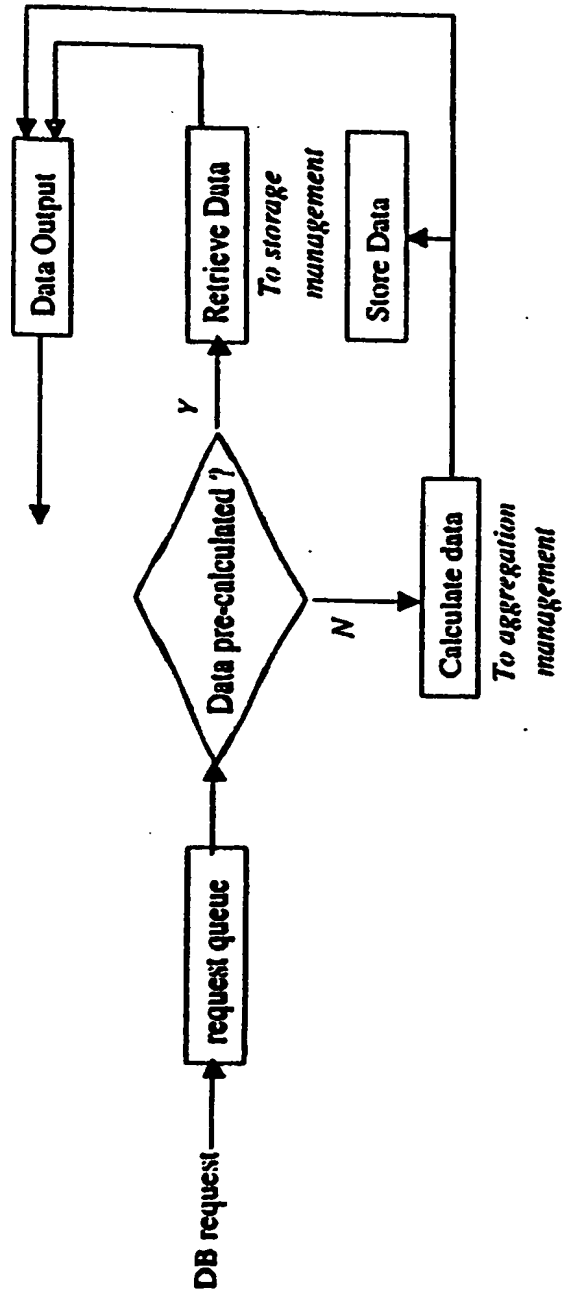 DB request
request queue
Data pre-calculated ?
Y
N
Retrieve Data
To storage
management
Data Output
Calculate data
To aggregation
management
Store Data